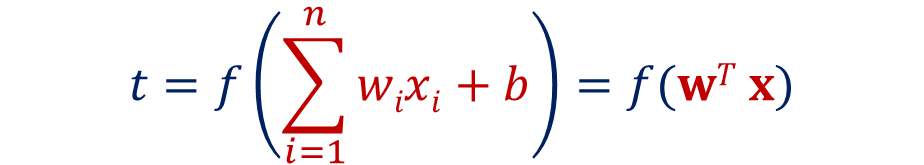 t = f(∑_{i=1}^{n} w_i x_i + b) = f(𝐰^T 𝐱)